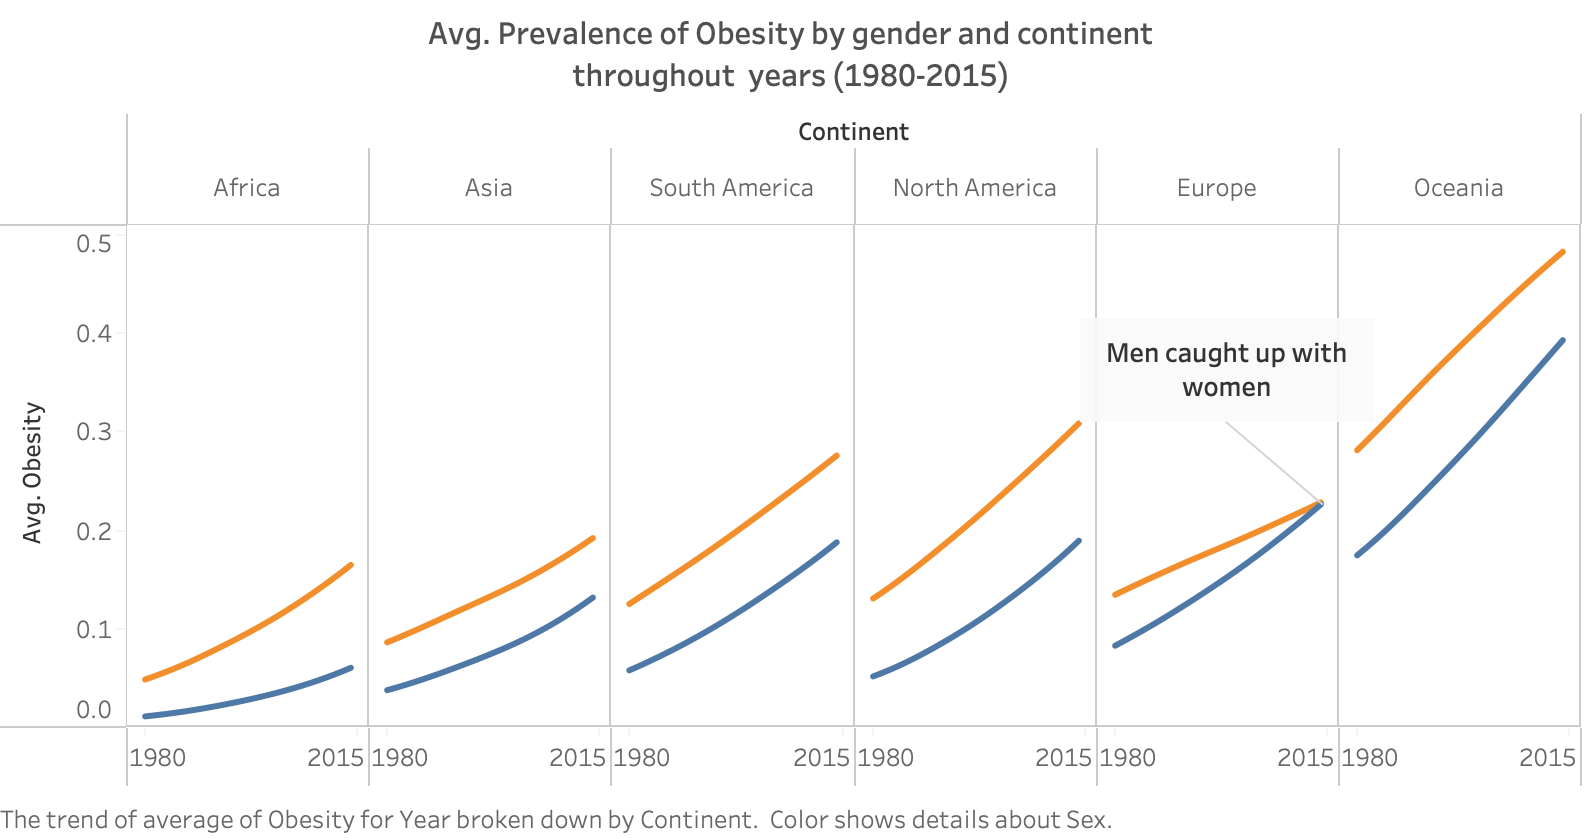 Avg. Prevalence of Obesity by gender and continent
throughout  years (1980-2015)
Continent
Africa
Asia
South America
North America
Europe
Oceania
Avg. Obesity
0.5
0.4
0.3
0.2
0.1
0.0
Men caught up with
women
1980
2015
1980
2015
1980
2015
1980
2015
1980
2015
1980
2015
The trend of average of Obesity for Year broken down by Continent.  Color shows details about Sex.